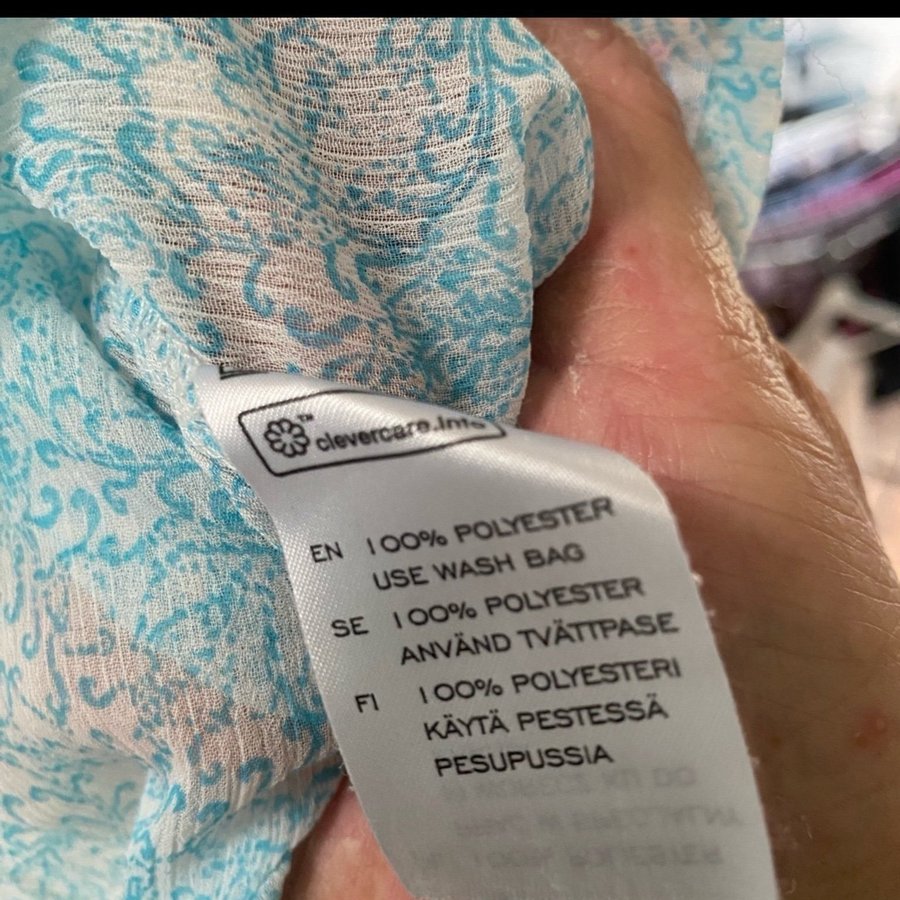 clevercare.info
EN 100% POLYESTER
USE WASH BAG
SE 100% POLYESTER
ANVÄND TVÄTTPASE
FI 100% POLYESTERI
KÄYTÄ PESTESSÄ
PESUPUSSIA